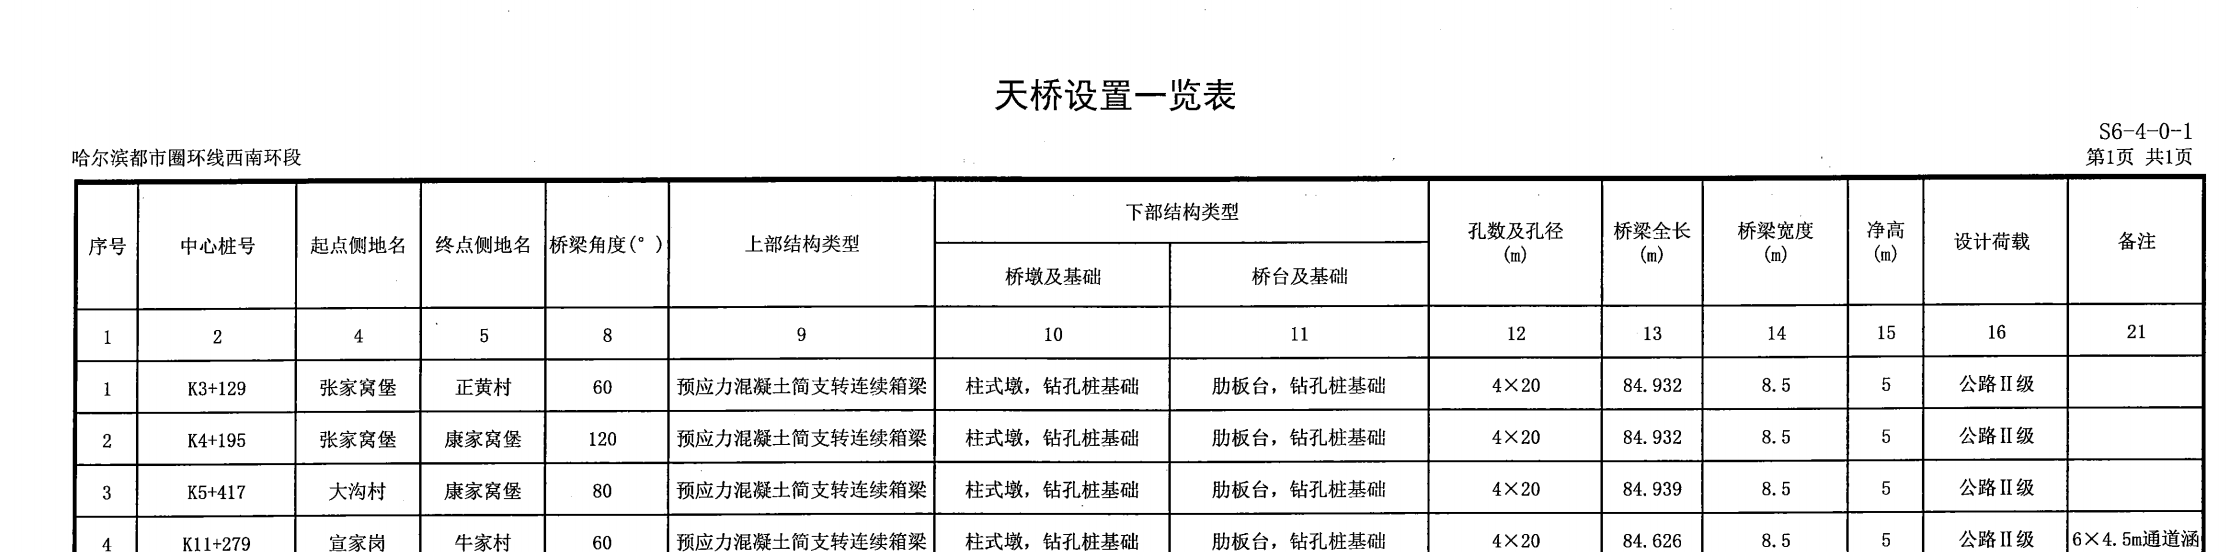 天桥设置一览表
S6-4-0-1
哈尔滨都市圈环线西南环段 第1页 共1页
序号 中心桩号 起点侧地名 终点侧地名 桥梁角度(°) 上部结构类型 下部结构类型 孔数及孔径(m) 桥梁全长(m) 桥梁宽度(m) 净高(m) 设计荷载 备注
桥墩及基础 桥台及基础
1 2 4 5 8 9 10 11 12 13 14 15 16 21
1 K3+129 张家窝堡 正黄村 60 预应力混凝土简支转连续箱梁 柱式墩，钻孔桩基础 肋板台，钻孔桩基础 4×20 84.932 8.5 5 公路Ⅱ级
2 K4+195 张家窝堡 康家窝堡 120 预应力混凝土简支转连续箱梁 柱式墩，钻孔桩基础 肋板台，钻孔桩基础 4×20 84.932 8.5 5 公路Ⅱ级
3 K5+417 大沟村 康家窝堡 80 预应力混凝土简支转连续箱梁 柱式墩，钻孔桩基础 肋板台，钻孔桩基础 4×20 84.939 8.5 5 公路Ⅱ级
4 K11+279 宣家岗 牛家村 60 预应力混凝土简支转连续箱梁 柱式墩，钻孔桩基础 肋板台，钻孔桩基础 4×20 84.626 8.5 5 公路Ⅱ级 6×4.5m通道涵